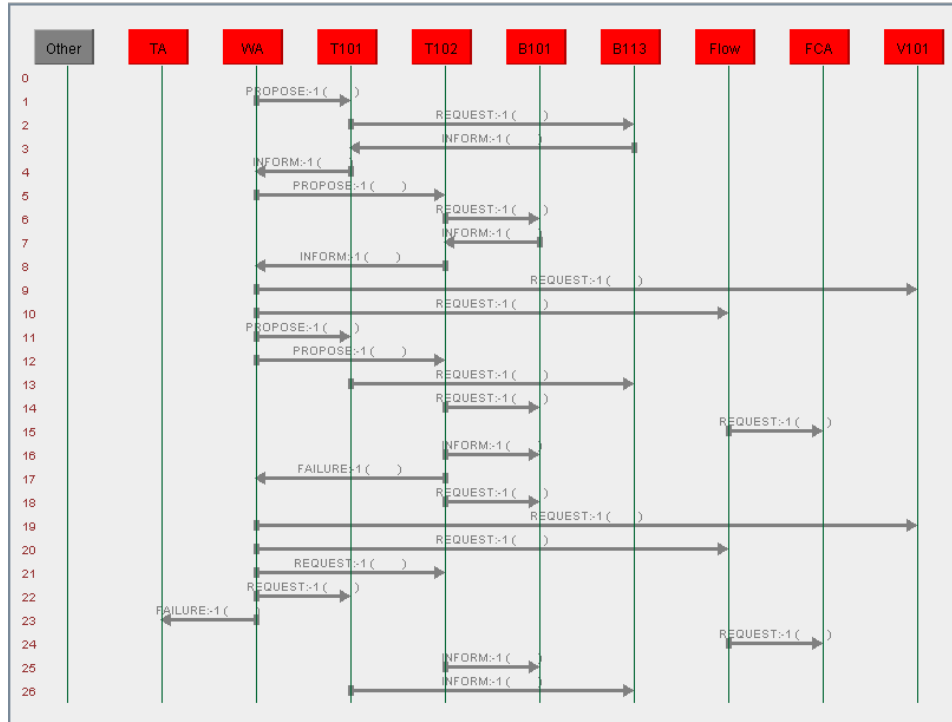 Other TA WA T101 T102 B101 B113 Flow FCA V101
0
1 PROPOSE:-1 ( )
2 REQUEST:-1 ( )
3 INFORM:-1 ( )
4 INFORM:-1 (
5 PROPOSE:-1 ( )
6 REQUEST:-1 ( )
7 INFORM:-1 ( )
8 INFORM:-1 ( )
9 REQUEST:-1 ( )
10 REQUEST:-1 ( )
11 PROPOSE:-1 ( )
12 PROPOSE:-1 ( )
13 REQUEST:-1 ( )
14 REQUEST:-1 ( )
15 REQUEST:-1 ( )
16 INFORM:-1 ( )
17 FAILURE:-1 ( )
18 REQUEST:-1 ( )
19 REQUEST:-1 ( )
20 REQUEST:-1 ( )
21 REQUEST:-1 ( )
22 REQUEST:-1 ( )
23 FAILURE:-1 ( )
24 REQUEST:-1 ( )
25 INFORM:-1 ( )
26 INFORM:-1 ( )